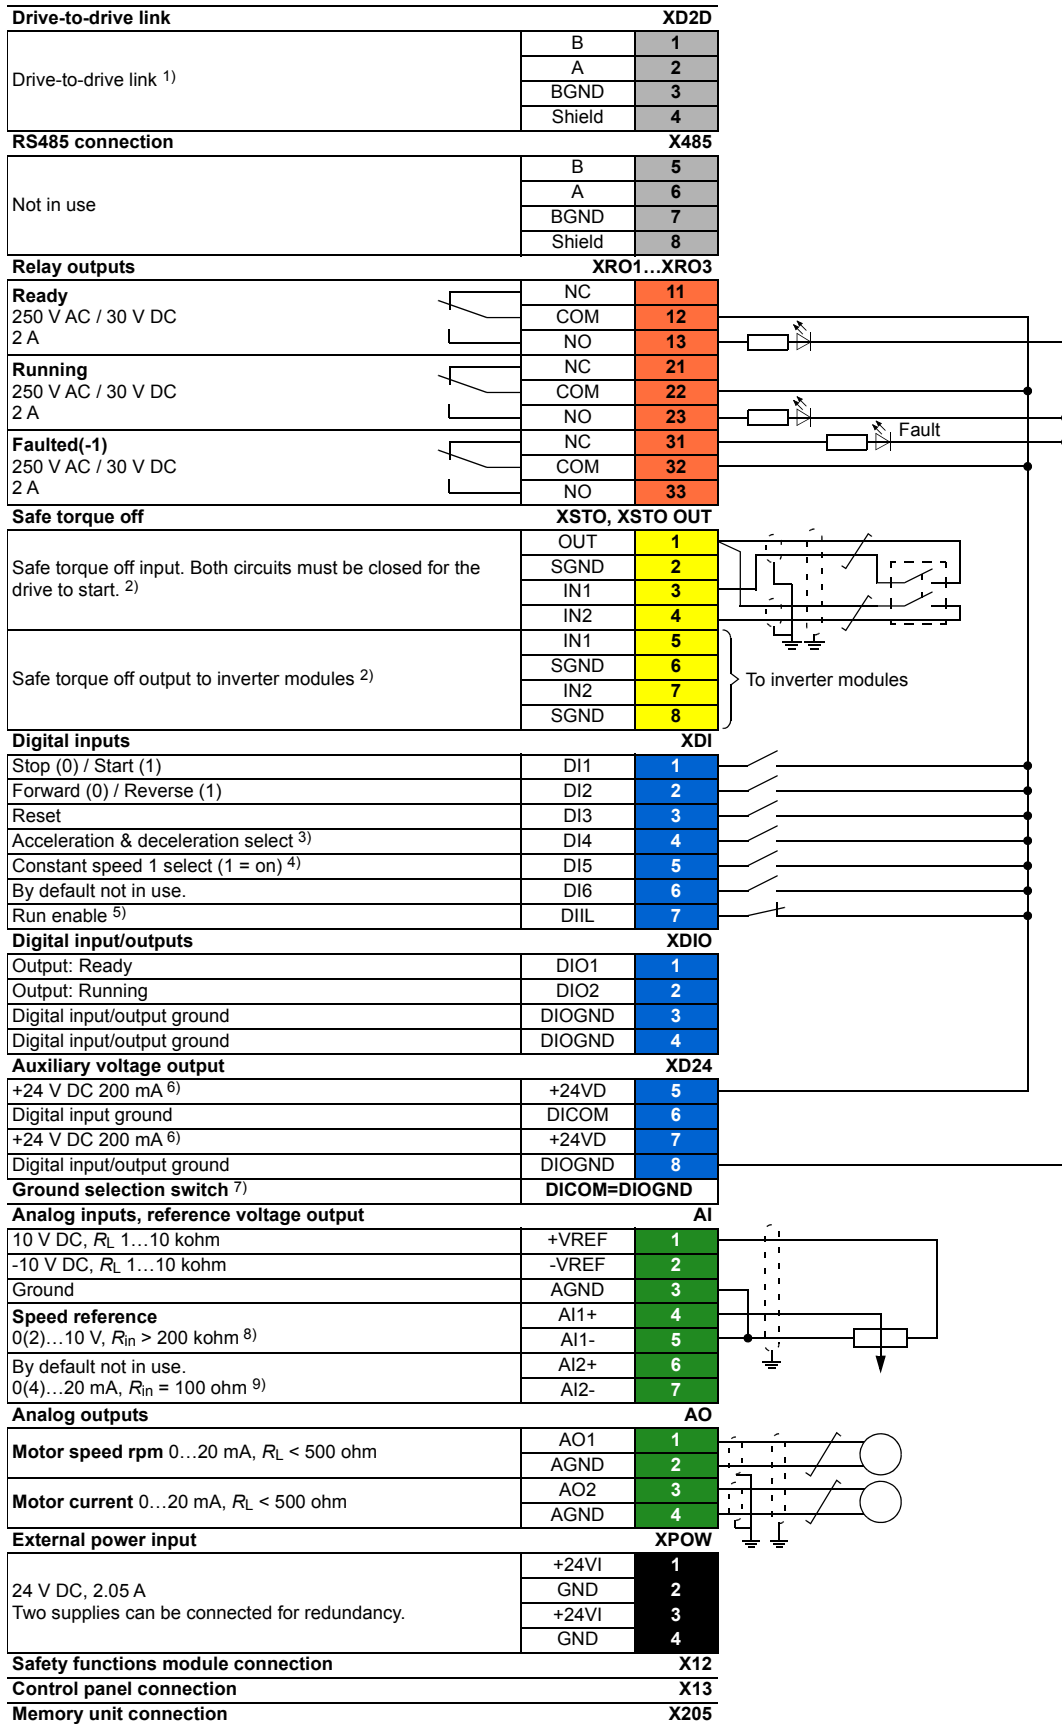 Drive-to-drive link XD2D
Drive-to-drive link 1)
B 1
A 2
BGND 3
Shield 4
RS485 connection X485
Not in use
B 5
A 6
BGND 7
Shield 8
Relay outputs XRO1…XRO3
Ready
250 V AC / 30 V DC
2 A
NC 11
COM 12
NO 13
Running
250 V AC / 30 V DC
2 A
NC 21
COM 22
NO 23
Faulted(-1)
250 V AC / 30 V DC
2 A
NC 31
COM 32
NO 33
Fault
Safe torque off XSTO, XSTO OUT
Safe torque off input. Both circuits must be closed for the
drive to start. 2)
OUT 1
SGND 2
IN1 3
IN2 4
Safe torque off output to inverter modules 2)
IN1 5
SGND 6
IN2 7
SGND 8
To inverter modules
Digital inputs XDI
Stop (0) / Start (1) DI1 1
Forward (0) / Reverse (1) DI2 2
Reset DI3 3
Acceleration & deceleration select 3) DI4 4
Constant speed 1 select (1 = on) 4) DI5 5
By default not in use. DI6 6
Run enable 5) DIIL 7
Digital input/outputs XDIO
Output: Ready DIO1 1
Output: Running DIO2 2
Digital input/output ground DIOGND 3
Digital input/output ground DIOGND 4
Auxiliary voltage output XD24
+24 V DC 200 mA 6) +24VD 5
Digital input ground DICOM 6
+24 V DC 200 mA 6) +24VD 7
Digital input/output ground DIOGND 8
Ground selection switch 7) DICOM=DIOGND
Analog inputs, reference voltage output AI
10 V DC, RL 1…10 kohm +VREF 1
-10 V DC, RL 1…10 kohm -VREF 2
Ground AGND 3
Speed reference
0(2)…10 V, Rin > 200 kohm 8)
AI1+ 4
AI1- 5
By default not in use.
0(4)…20 mA, Rin = 100 ohm 9)
AI2+ 6
AI2- 7
Analog outputs AO
Motor speed rpm 0…20 mA, RL < 500 ohm
AO1 1
AGND 2
Motor current 0…20 mA, RL < 500 ohm
AO2 3
AGND 4
External power input XPOW
24 V DC, 2.05 A
Two supplies can be connected for redundancy.
+24VI 1
GND 2
+24VI 3
GND 4
Safety functions module connection X12
Control panel connection X13
Memory unit connection X205